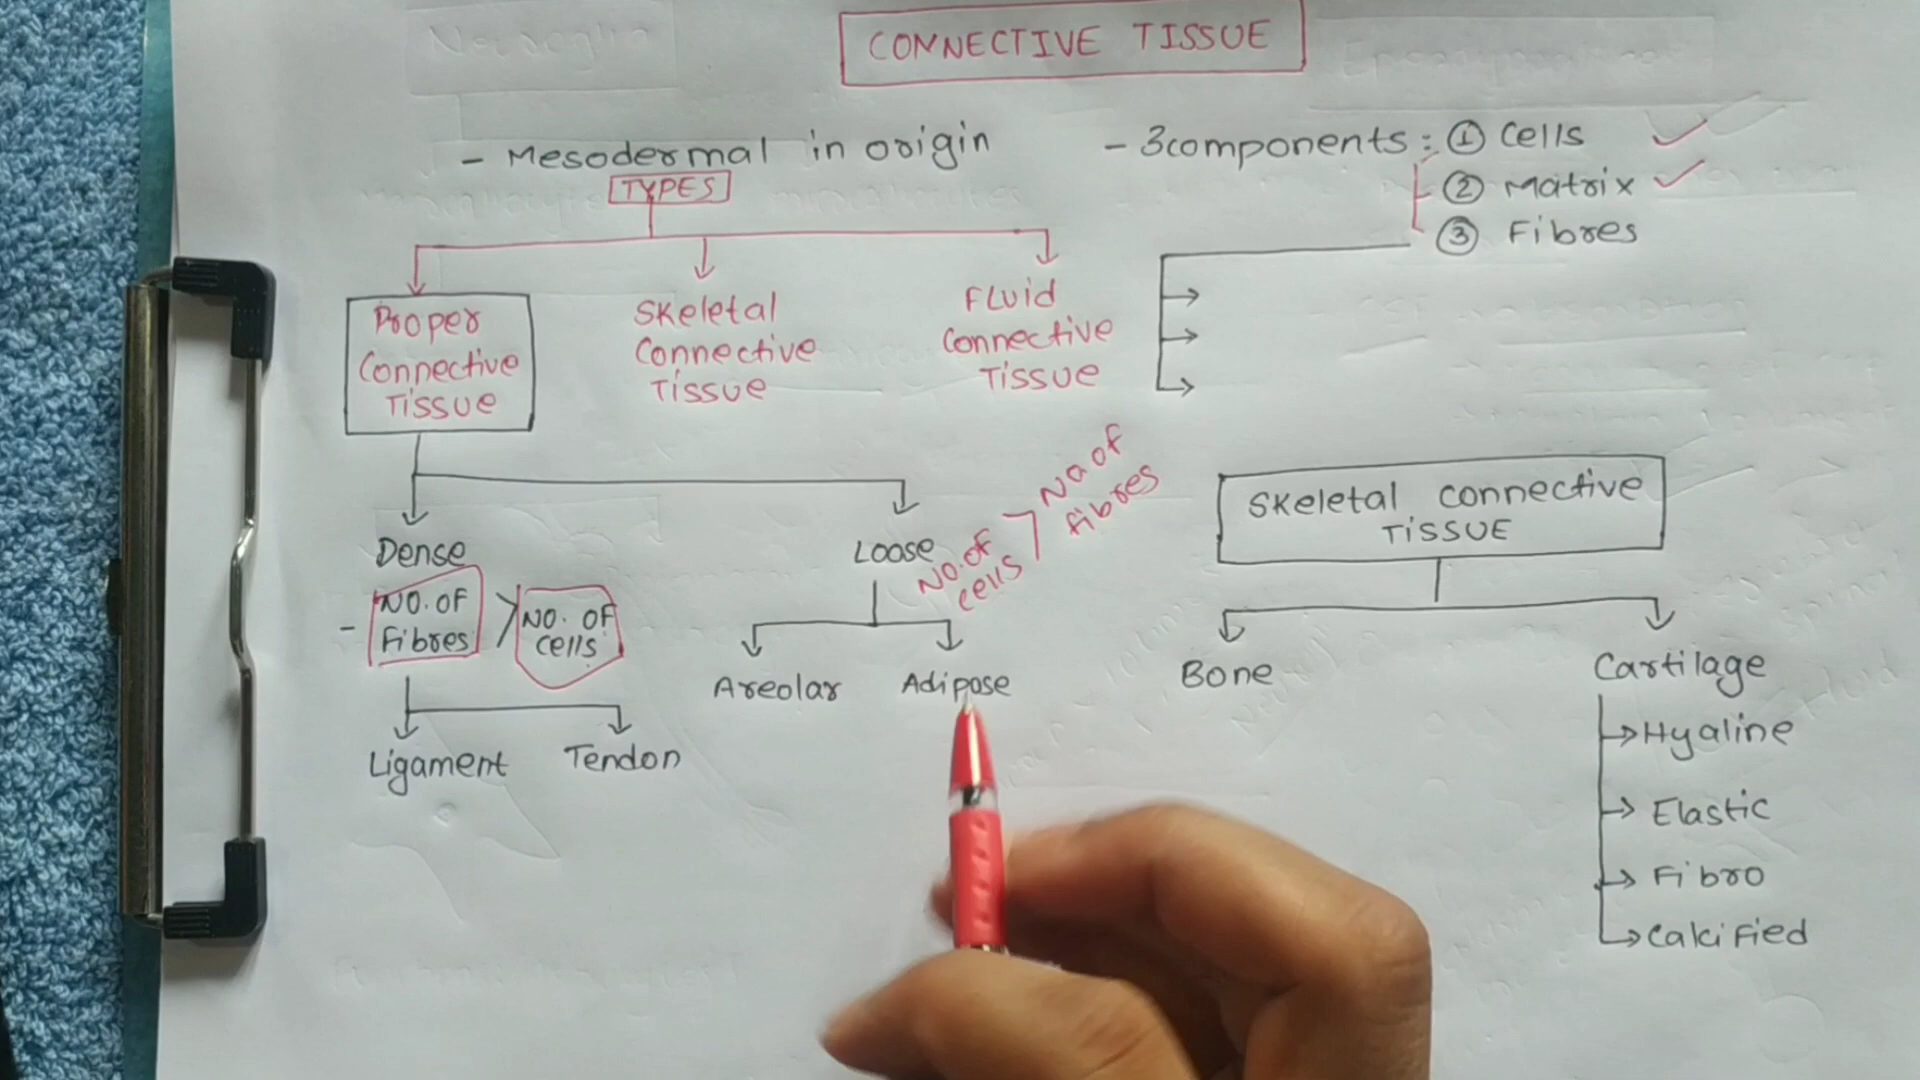 CONNECTIVE TISSUE
- Mesodermal in origin
- 3components : ① Cells
② Matrix
③ Fibres
TYPES
Proper
Connective
Tissue
Skeletal
Connective
Tissue
Fluid
Connective
Tissue
Dense
- NO. OF
Fibres
> NO. OF
cells
Ligament
Tendon
Loose
No. of
cells
> No of
fibres
Areolar
Adipose
Skeletal connective
Tissue
Bone
Cartilage
Hyaline
Elastic
Fibro
Calcified